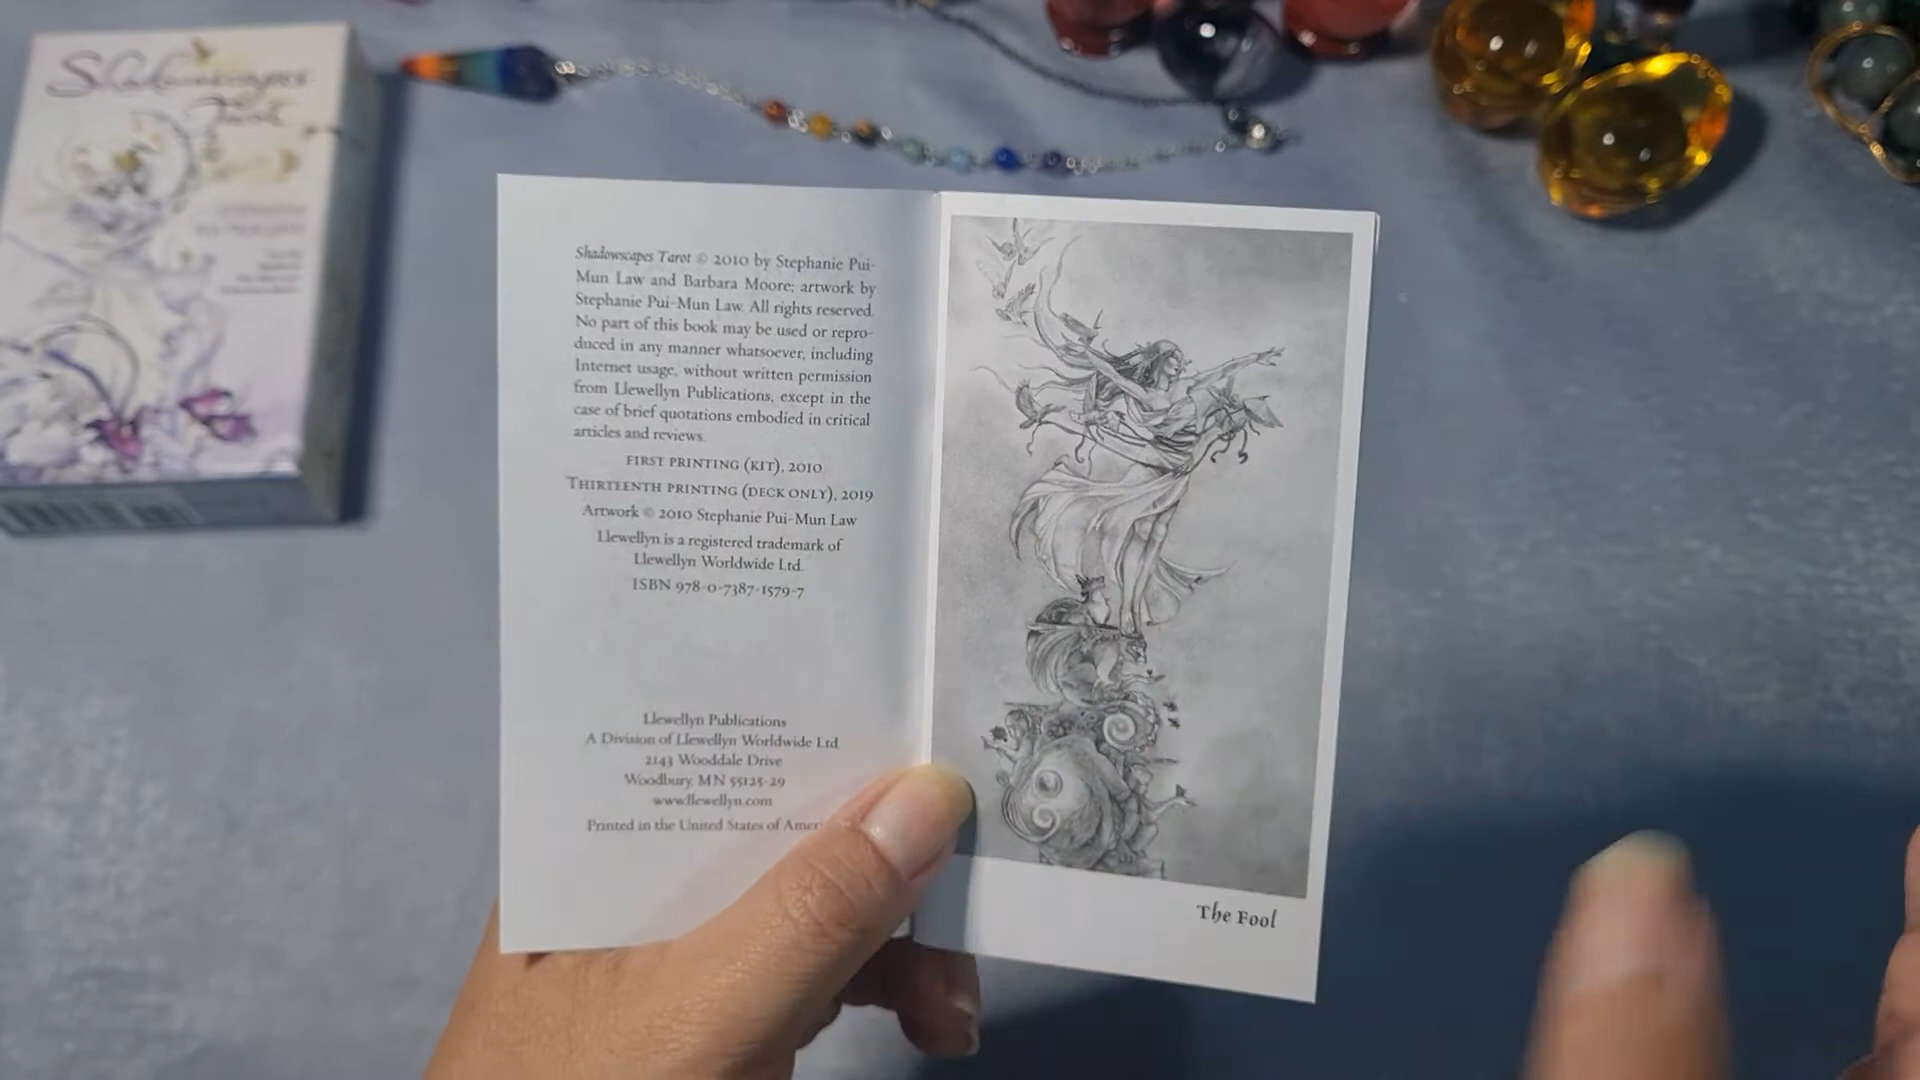 Shadowscapes
Tarot
Shadowscapes Tarot © 2010 by Stephanie Pui-
Mun Law and Barbara Moore; artwork by
Stephanie Pui-Mun Law. All rights reserved.
No part of this book may be used or repro-
duced in any manner whatsoever, including
Internet usage, without written permission
from Llewellyn Publications, except in the
case of brief quotations embodied in critical
articles and reviews.
First Printing (Kit), 2010
Thirteenth Printing (Deck Only), 2019
Artwork © 2010 Stephanie Pui-Mun Law
Llewellyn is a registered trademark of
Llewellyn Worldwide Ltd.
ISBN 978-0-7387-1579-7
Llewellyn Publications
A Division of Llewellyn Worldwide Ltd.
2143 Wooddale Drive
Woodbury, MN 55125-29
www.llewellyn.com
Printed in the United States of Ameri
The Fool